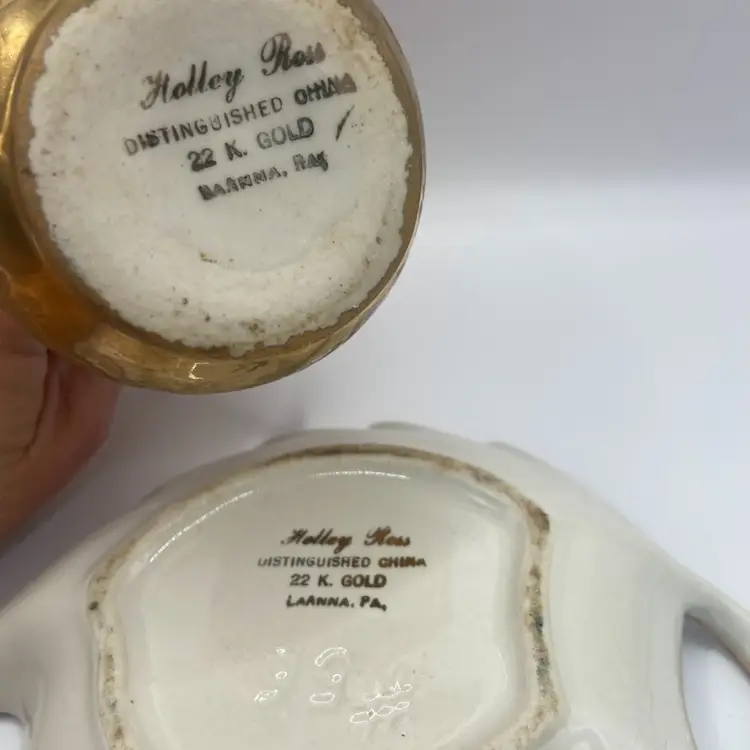 Holley Ross
DISTINGUISHED CHINA
22 K. GOLD
LAANNA, PA,
Holley Ross
DISTINGUISHED CHINA
22 K. GOLD
LAANNA, PA,